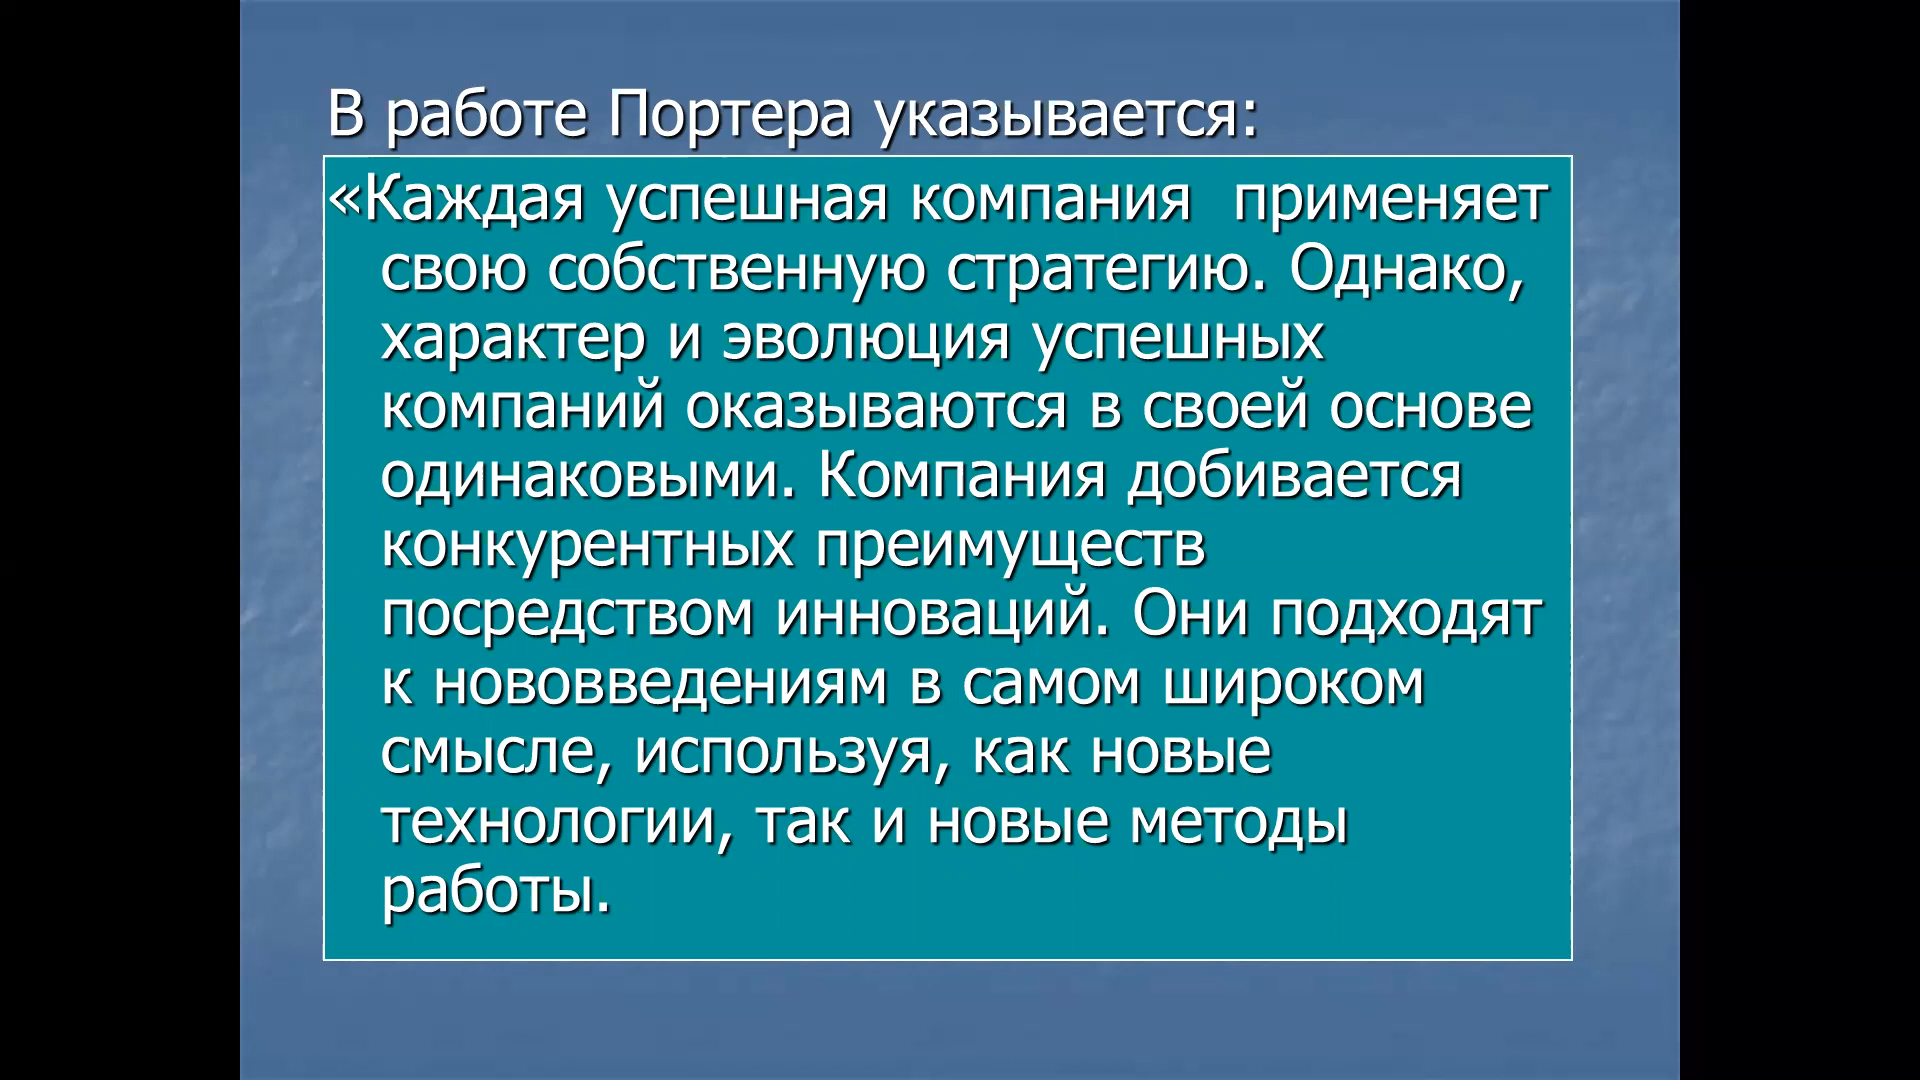 В работе Портера указывается:
«Каждая успешная компания  применяет
свою собственную стратегию. Однако,
характер и эволюция успешных
компаний оказываются в своей основе
одинаковыми. Компания добивается
конкурентных преимуществ
посредством инноваций. Они подходят
к нововведениям в самом широком
смысле, используя, как новые
технологии, так и новые методы
работы.